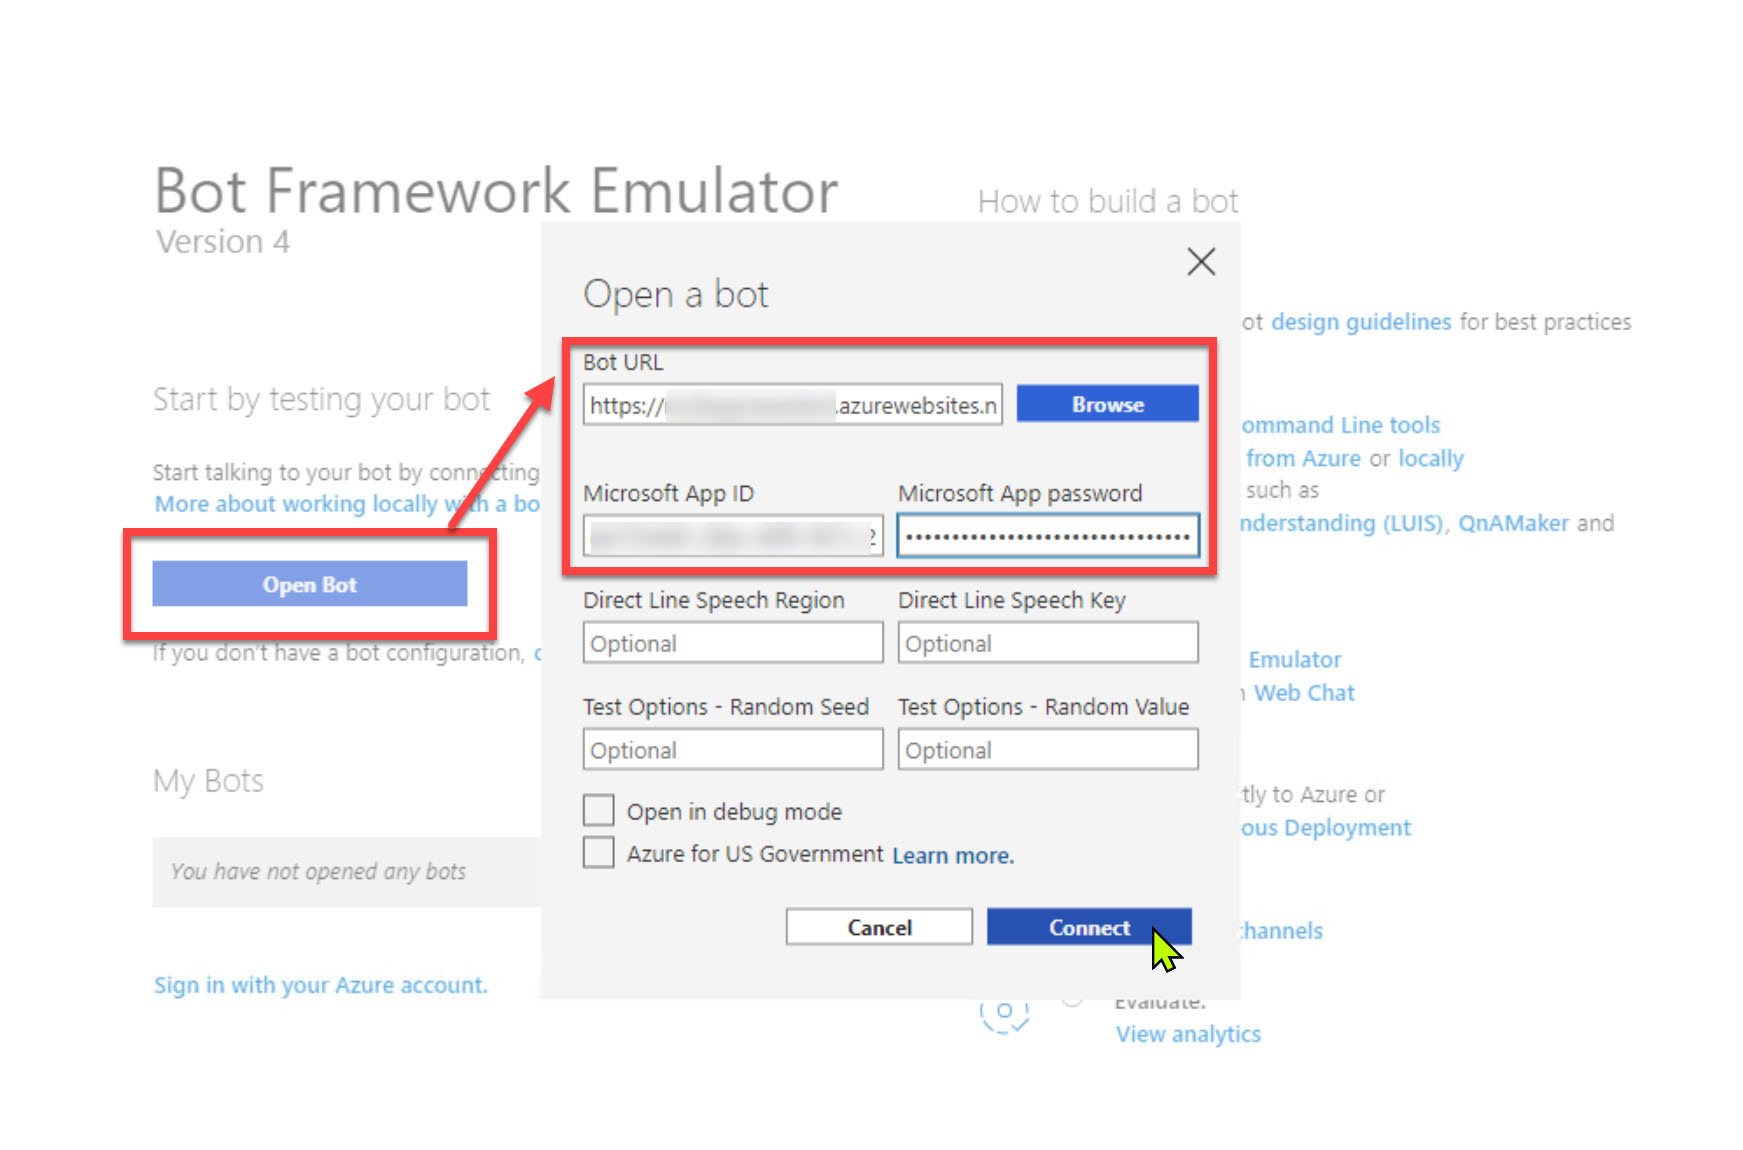 Bot Framework Emulator
Version 4
How to build a bot
Start by testing your bot
Start talking to your bot by connecting
More about working locally with a bo
Open Bot
If you don't have a bot configuration,
My Bots
You have not opened any bots
Sign in with your Azure account.
Open a bot
Bot URL
https:// .azurewebsites.n
Browse
Microsoft App ID
Microsoft App password
2
••••••••••••••••••••••••••••••
Direct Line Speech Region
Direct Line Speech Key
Optional
Optional
Test Options - Random Seed
Test Options - Random Value
Optional
Optional
Open in debug mode
Azure for US Government Learn more.
Cancel
Connect
ot design guidelines for best practices
ommand Line tools
from Azure or locally
such as
nderstanding (LUIS), QnAMaker and
Emulator
Web Chat
tly to Azure or
ous Deployment
hannels
Evaluate.
View analytics